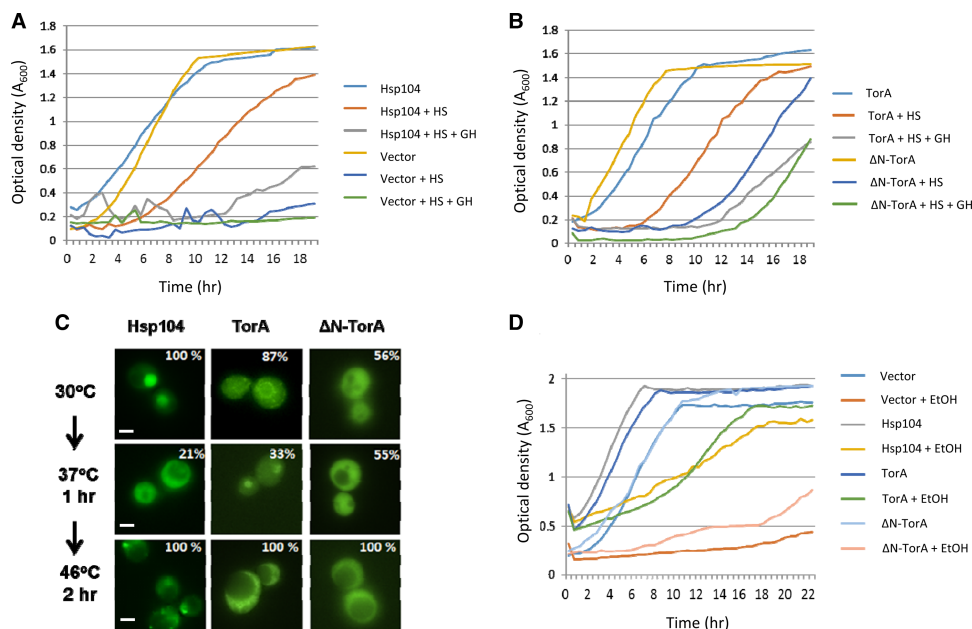 A
Optical density (A600)
1.8
1.6
1.4
1.2
1
0.8
0.6
0.4
0.2
0
0 2 4 6 8 10 12 14 16 18
Time (hr)
Hsp104
Hsp104 + HS
Hsp104 + HS + GH
Vector
Vector + HS
Vector + HS + GH
B
Optical density (A600)
1.8
1.6
1.4
1.2
1
0.8
0.6
0.4
0.2
0
0 2 4 6 8 10 12 14 16 18
Time (hr)
TorA
TorA + HS
TorA + HS + GH
ΔN-TorA
ΔN-TorA + HS
ΔN-TorA + HS + GH
C
Hsp104 TorA ΔN-TorA
30°C
100 % 87% 56%
37°C
1 hr
21% 33% 55%
46°C
2 hr
100 % 100 % 100 %
D
Optical density (A600)
2
1.5
1
0.5
0
0 2 4 6 8 10 12 14 16 18 20 22
Time (hr)
Vector
Vector + EtOH
Hsp104
Hsp104 + EtOH
TorA
TorA + EtOH
ΔN-TorA
ΔN-TorA + EtOH